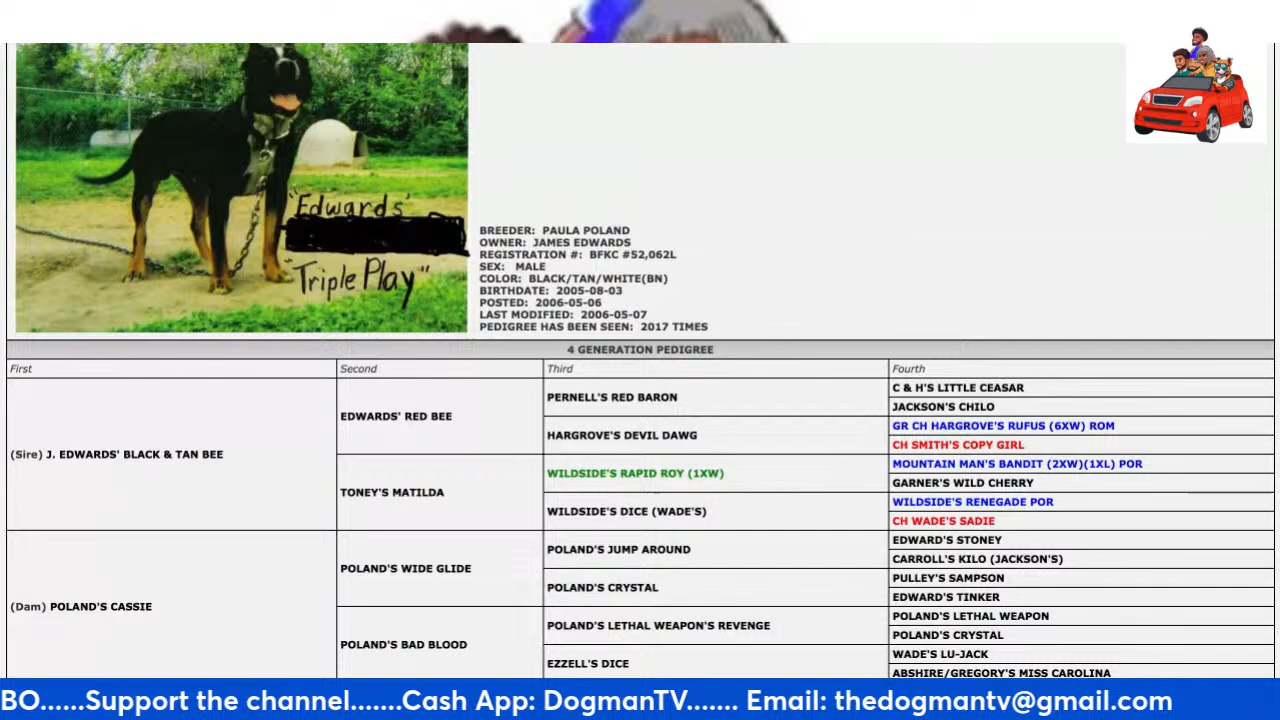 "Edwards'
"Triple Play"
BREEDER: PAULA POLAND
OWNER: JAMES EDWARDS
REGISTRATION #: BFKC #52,062L
SEX: MALE
COLOR: BLACK/TAN/WHITE(BN)
BIRTHDATE: 2005-08-03
POSTED: 2006-05-06
LAST MODIFIED: 2006-05-07
PEDIGREE HAS BEEN SEEN: 2017 TIMES
4 GENERATION PEDIGREE
First Second Third Fourth
(Sire) J. EDWARDS' BLACK & TAN BEE
EDWARDS' RED BEE
PERNELL'S RED BARON
C & H'S LITTLE CEASAR
JACKSON'S CHILO
HARGROVE'S DEVIL DAWG
GR CH HARGROVE'S RUFUS (6XW) ROM
CH SMITH'S COPY GIRL
TONEY'S MATILDA
WILDSIDE'S RAPID ROY (1XW)
MOUNTAIN MAN'S BANDIT (2XW)(1XL) POR
GARNER'S WILD CHERRY
WILDSIDE'S DICE (WADE'S)
WILDSIDE'S RENEGADE POR
CH WADE'S SADIE
(Dam) POLAND'S CASSIE
POLAND'S WIDE GLIDE
POLAND'S JUMP AROUND
EDWARD'S STONEY
CARROLL'S KILO (JACKSON'S)
POLAND'S CRYSTAL
PULLEY'S SAMPSON
EDWARD'S TINKER
POLAND'S BAD BLOOD
POLAND'S LETHAL WEAPON'S REVENGE
POLAND'S LETHAL WEAPON
POLAND'S CRYSTAL
EZZELL'S DICE
WADE'S LU-JACK
ABSHIRE/GREGORY'S MISS CAROLINA
BO......Support the channel.......Cash App: DogmanTV....... Email: thedogmantv@gmail.com